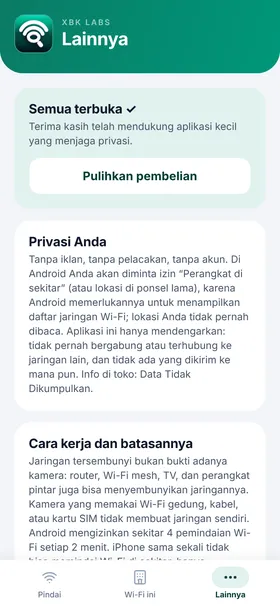 XBK LABS
Lainnya
Semua terbuka ✓
Terima kasih telah mendukung aplikasi kecil
yang menjaga privasi.
Pulihkan pembelian
Privasi Anda
Tanpa iklan, tanpa pelacakan, tanpa akun. Di
Android Anda akan diminta izin “Perangkat di
sekitar” (atau lokasi di ponsel lama), karena
Android memerlukannya untuk menampilkan
daftar jaringan Wi-Fi; lokasi Anda tidak pernah
dibaca. Aplikasi ini hanya mendengarkan:
tidak pernah bergabung atau terhubung ke
jaringan lain, dan tidak ada yang dikirim ke
mana pun. Info di toko: Data Tidak
Dikumpulkan.
Cara kerja dan batasannya
Jaringan tersembunyi bukan bukti adanya
kamera: router, Wi-Fi mesh, TV, dan perangkat
pintar juga bisa menyembunyikan jaringannya.
Kamera yang memakai Wi-Fi gedung, kabel,
atau kartu SIM tidak membuat jaringan sendiri.
Android mengizinkan sekitar 4 pemindaian Wi-
Fi setiap 2 menit. iPhone sama sekali tidak
Pindai
Wi-Fi ini
Lainnya